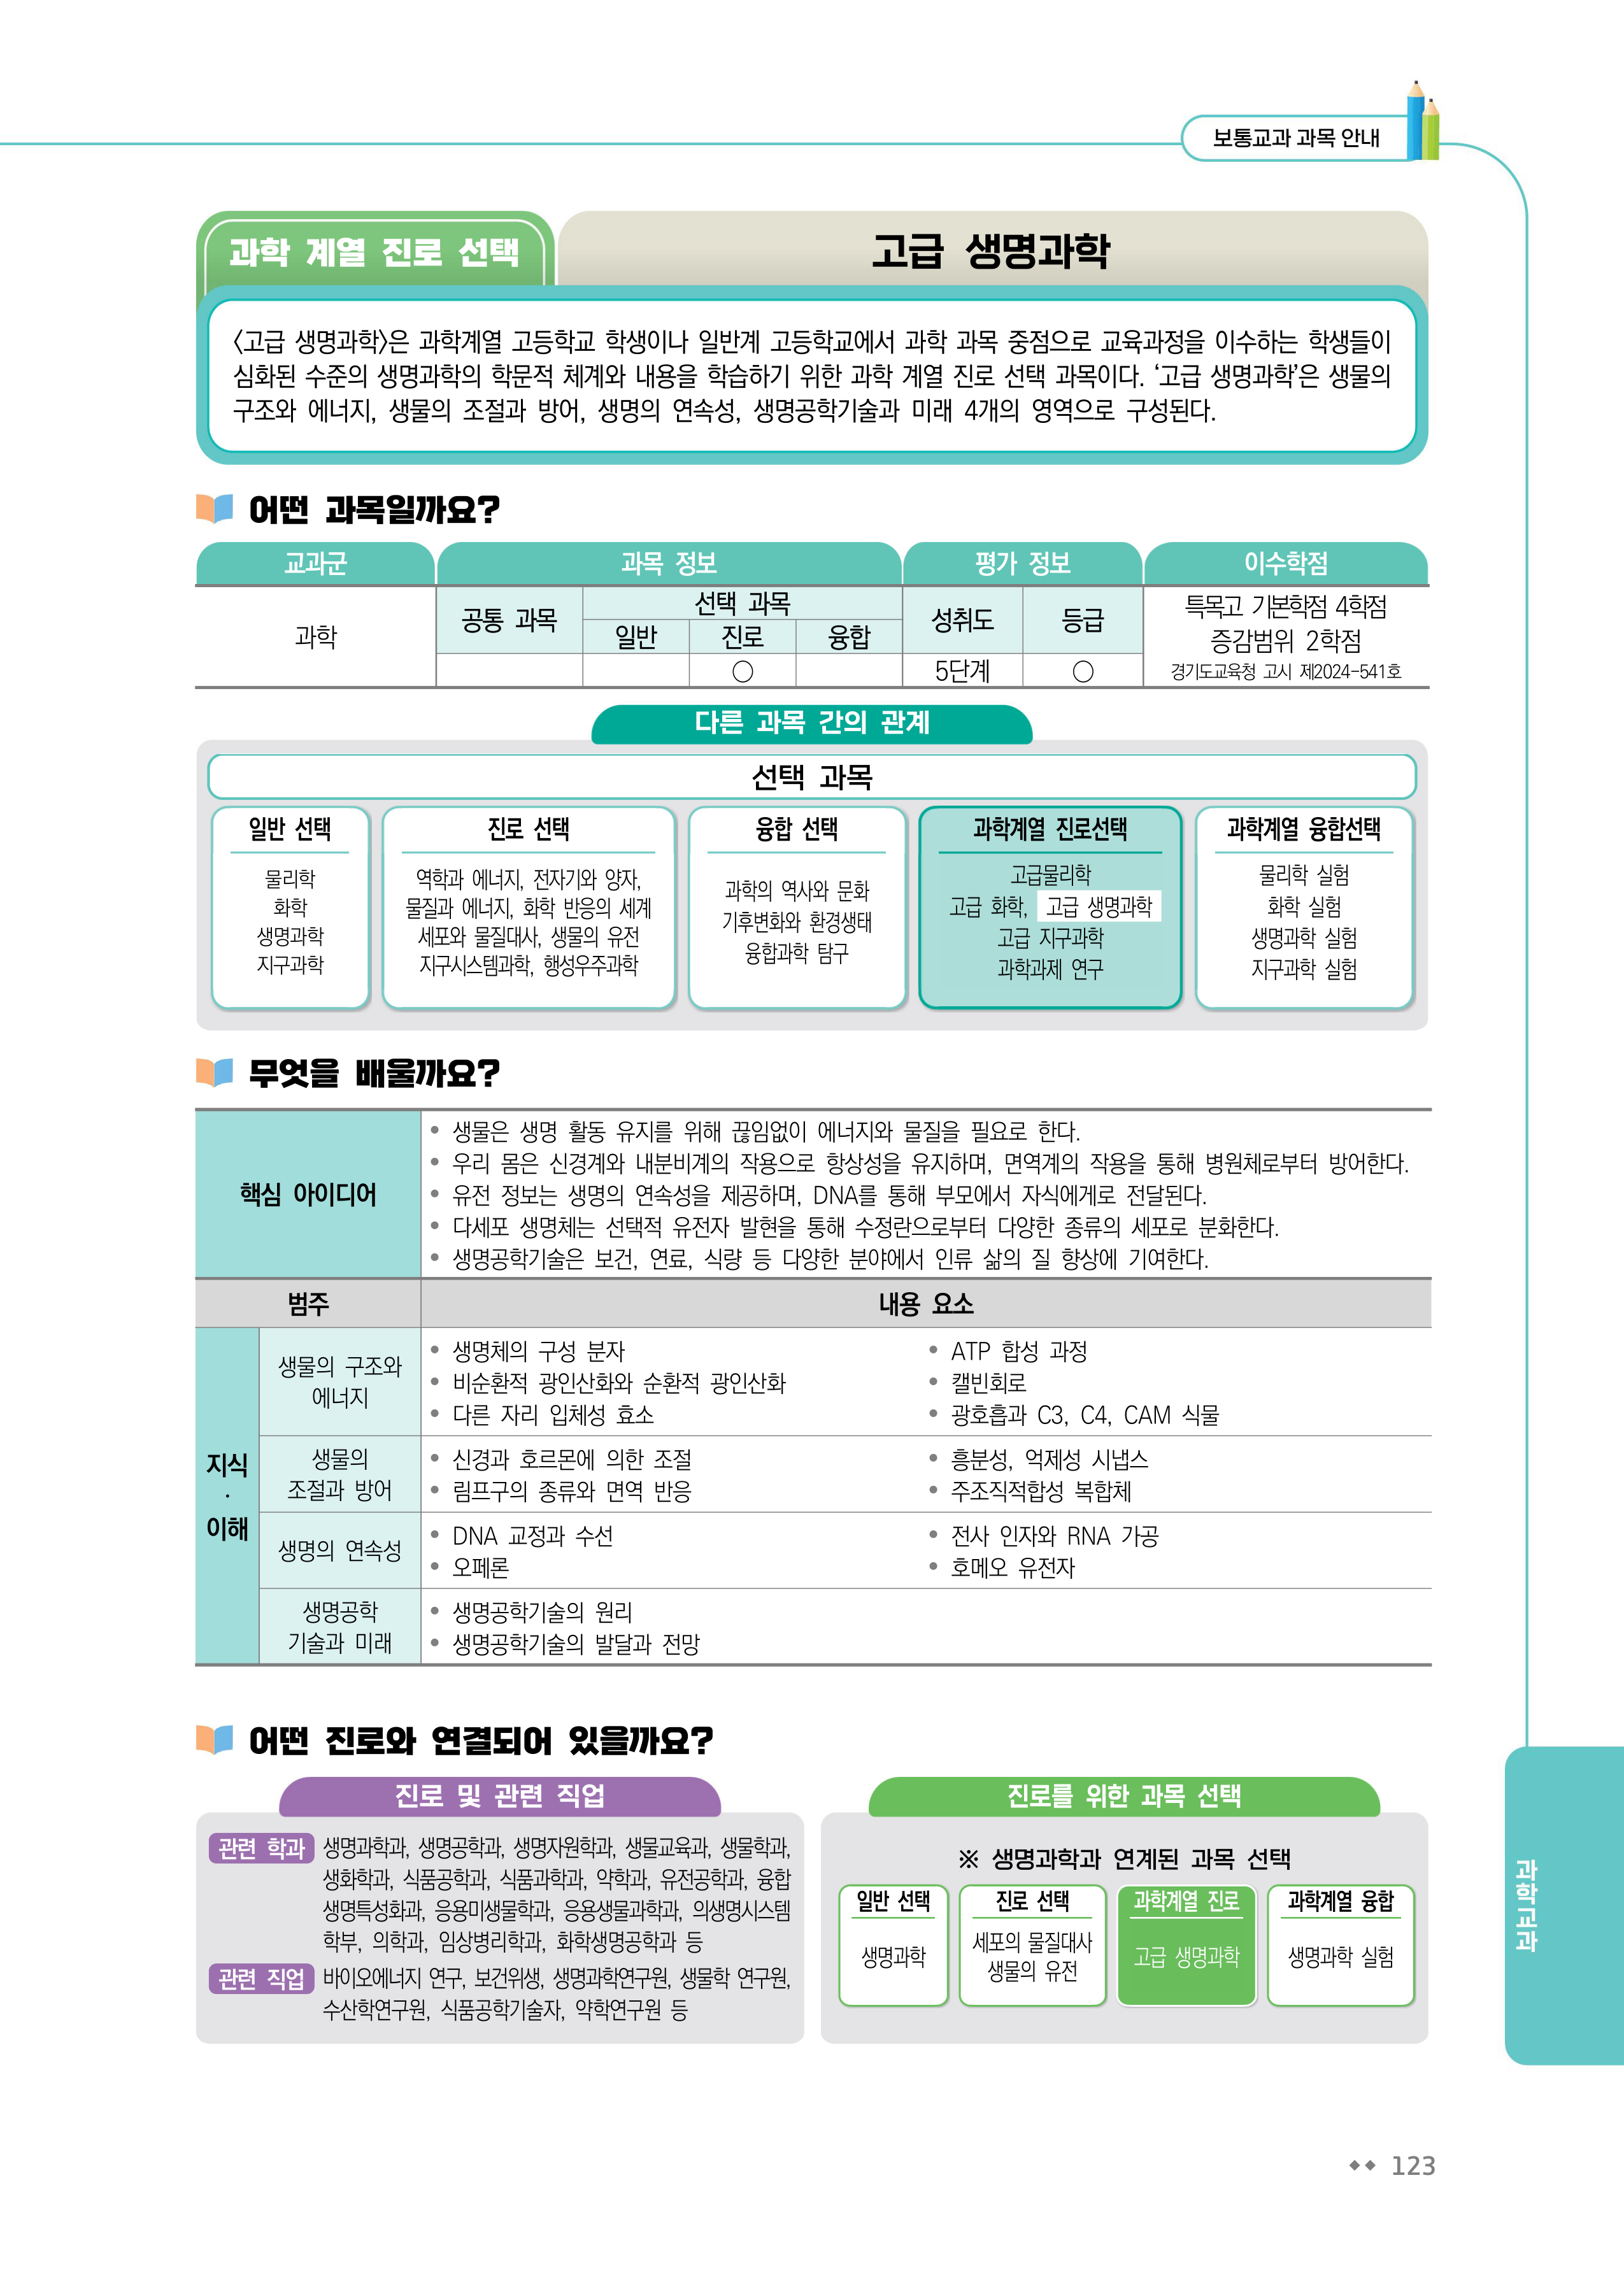 보통교과 과목 안내
과학 계열 진로 선택
고급 생명과학
〈고급 생명과학〉은 과학계열 고등학교 학생이나 일반계 고등학교에서 과학 과목 중점으로 교육과정을 이수하는 학생들이
심화된 수준의 생명과학의 학문적 체계와 내용을 학습하기 위한 과학 계열 진로 선택 과목이다. ‘고급 생명과학’은 생물의
구조와 에너지, 생물의 조절과 방어, 생명의 연속성, 생명공학기술과 미래 4개의 영역으로 구성된다.
어떤 과목일까요?
교과군 과목 정보 평가 정보 이수학점
과학
공통 과목
선택 과목
일반 진로 융합
○
성취도 등급
5단계 ○
특목고 기본학점 4학점
증감범위 2학점
경기도교육청 고시 제2024-541호
다른 과목 간의 관계
선택 과목
일반 선택
물리학
화학
생명과학
지구과학
진로 선택
역학과 에너지, 전자기와 양자,
물질과 에너지, 화학 반응의 세계
세포와 물질대사, 생물의 유전
지구시스템과학, 행성우주과학
융합 선택
과학의 역사와 문화
기후변화와 환경생태
융합과학 탐구
과학계열 진로선택
고급물리학
고급 화학, 고급 생명과학
고급 지구과학
과학과제 연구
과학계열 융합선택
물리학 실험
화학 실험
생명과학 실험
지구과학 실험
무엇을 배울까요?
핵심 아이디어
• 생물은 생명 활동 유지를 위해 끊임없이 에너지와 물질을 필요로 한다.
• 우리 몸은 신경계와 내분비계의 작용으로 항상성을 유지하며, 면역계의 작용을 통해 병원체로부터 방어한다.
• 유전 정보는 생명의 연속성을 제공하며, DNA를 통해 부모에서 자식에게로 전달된다.
• 다세포 생명체는 선택적 유전자 발현을 통해 수정란으로부터 다양한 종류의 세포로 분화한다.
• 생명공학기술은 보건, 연료, 식량 등 다양한 분야에서 인류 삶의 질 향상에 기여한다.
범주 내용 요소
지식
·
이해
생물의 구조와
에너지
• 생명체의 구성 분자
• 비순환적 광인산화와 순환적 광인산화
• 다른 자리 입체성 효소
• ATP 합성 과정
• 캘빈회로
• 광호흡과 C3, C4, CAM 식물
생물의
조절과 방어
• 신경과 호르몬에 의한 조절
• 림프구의 종류와 면역 반응
• 흥분성, 억제성 시냅스
• 주조직적합성 복합체
생명의 연속성
• DNA 교정과 수선
• 오페론
• 전사 인자와 RNA 가공
• 호메오 유전자
생명공학
기술과 미래
• 생명공학기술의 원리
• 생명공학기술의 발달과 전망
어떤 진로와 연결되어 있을까요?
진로 및 관련 직업
관련 학과 생명과학과, 생명공학과, 생명자원학과, 생물교육과, 생물학과,
생화학과, 식품공학과, 식품과학과, 약학과, 유전공학과, 융합
생명특성화과, 응용미생물학과, 응용생물과학과, 의생명시스템
학부, 의학과, 임상병리학과, 화학생명공학과 등
관련 직업 바이오에너지 연구, 보건위생, 생명과학연구원, 생물학 연구원,
수산학연구원, 식품공학기술자, 약학연구원 등
진로를 위한 과목 선택
※ 생명과학과 연계된 과목 선택
일반 선택
생명과학
진로 선택
세포의 물질대사
생물의 유전
과학계열 진로
고급 생명과학
과학계열 융합
생명과학 실험
과학교과
◆◆ 123